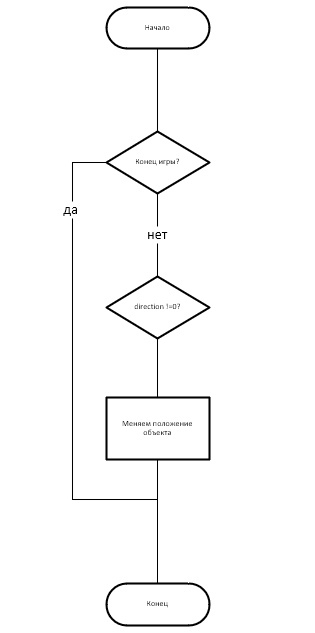 Начало
Конец игры?
да
нет
direction !=0?
Меняем положение
объекта
Конец